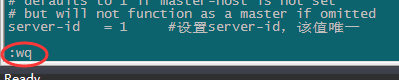 # defaults to 1 if master-host is not set
# but will not function as a master if omitted
server-id   = 1     #设置server-id, 该值唯一
:wq
Ready